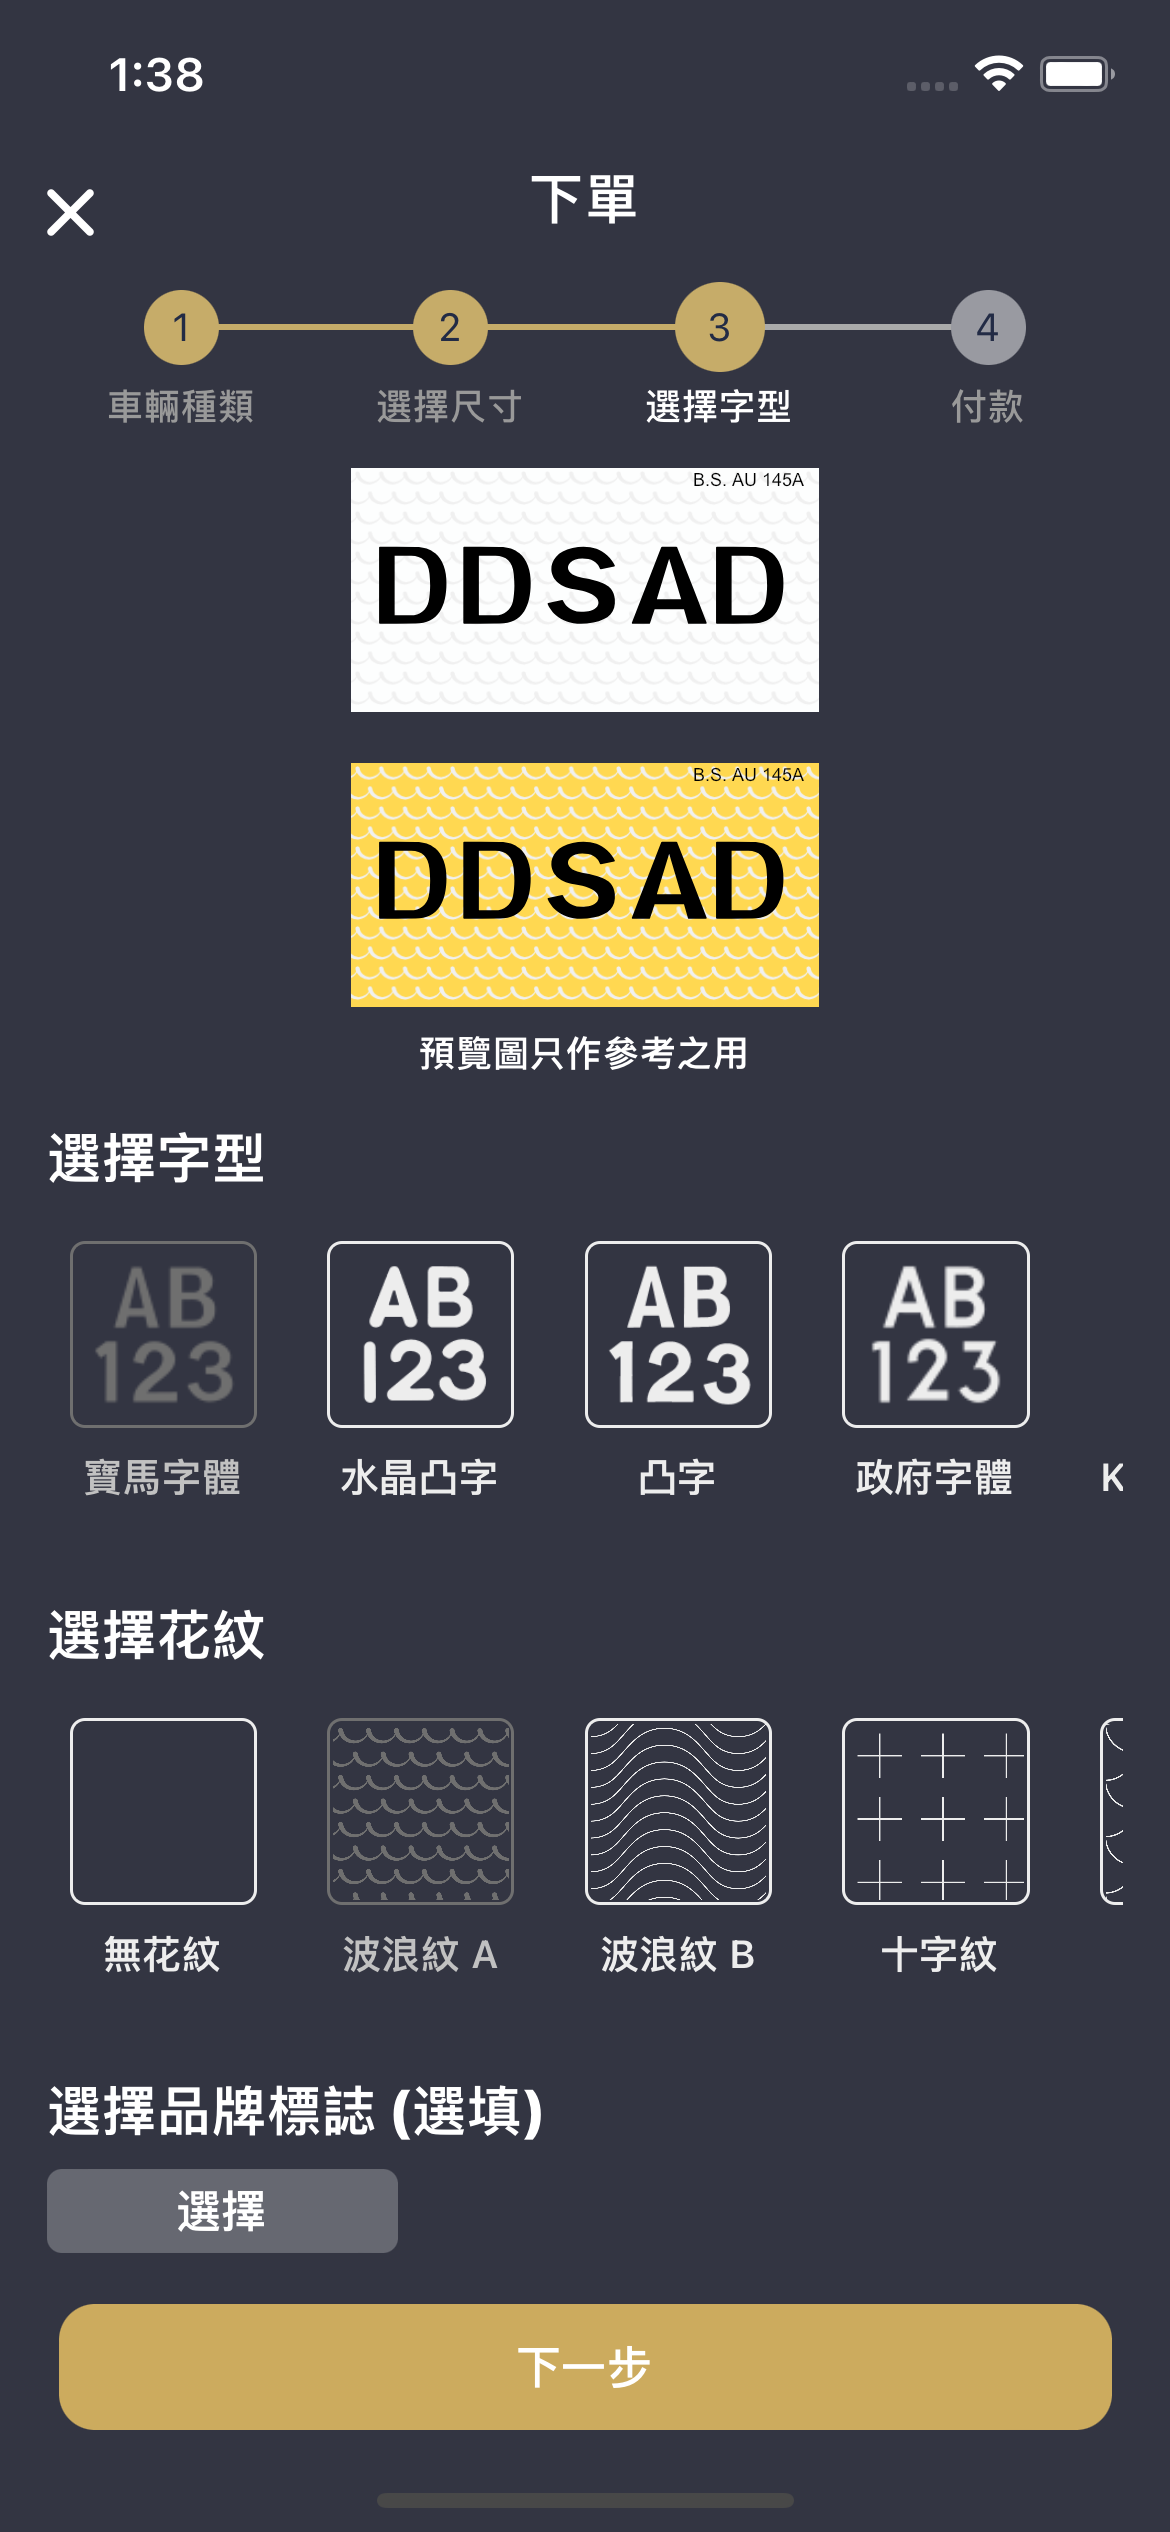 1:38
下單
1 2 3 4
車輛種類 選擇尺寸 選擇字型 付款
B.S. AU 145A
DDSAD
B.S. AU 145A
DDSAD
預覽圖只作參考之用
選擇字型
AB AB AB AB
123 123 123 123
寶馬字體 水晶凸字 凸字 政府字體 K
選擇花紋
無花紋 波浪紋 A 波浪紋 B 十字紋
選擇品牌標誌 (選填)
選擇
下一步